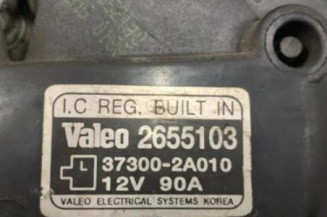 I.C REG. BUILT IN
Valeo 2655103
L 37300-2A010
12V 90A
VALEO ELECTRICAL SYSTEMS KOREA